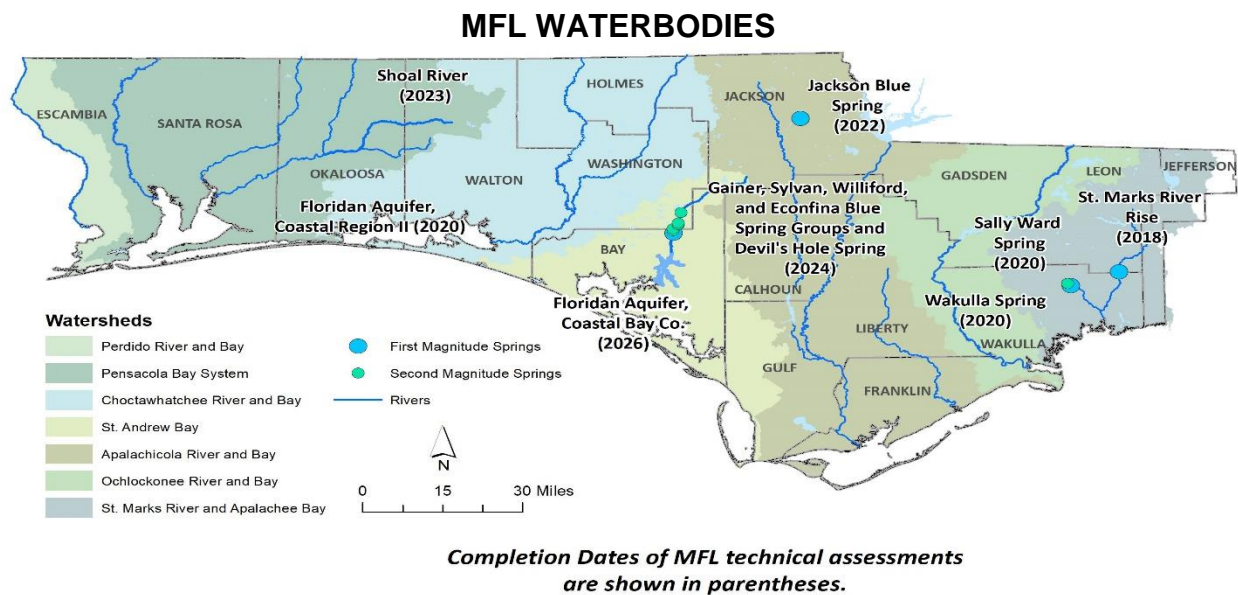 MFL WATERBODIES
ESCAMBIA
SANTA ROSA
Shoal River
(2023)
OKALOOSA
WALTON
HOLMES
WASHINGTON
JACKSON
Jackson Blue
Spring
(2022)
Floridan Aquifer,
Coastal Region II (2020)
BAY
Gainer, Sylvan, Williford,
and Econfina Blue
Spring Groups and
Devil's Hole Spring
(2024)
GADSDEN
LEON
JEFFERSON
St. Marks River
Rise
(2018)
Sally Ward
Spring
(2020)
Wakulla Spring
(2020)
WAKULLA
CALHOUN
LIBERTY
Floridan Aquifer,
Coastal Bay Co.
(2026)
GULF
FRANKLIN
Watersheds
Perdido River and Bay
Pensacola Bay System
Choctawhatchee River and Bay
St. Andrew Bay
Apalachicola River and Bay
Ochlockonee River and Bay
St. Marks River and Apalachee Bay
First Magnitude Springs
Second Magnitude Springs
Rivers
N
0 15 30 Miles
Completion Dates of MFL technical assessments
are shown in parentheses.